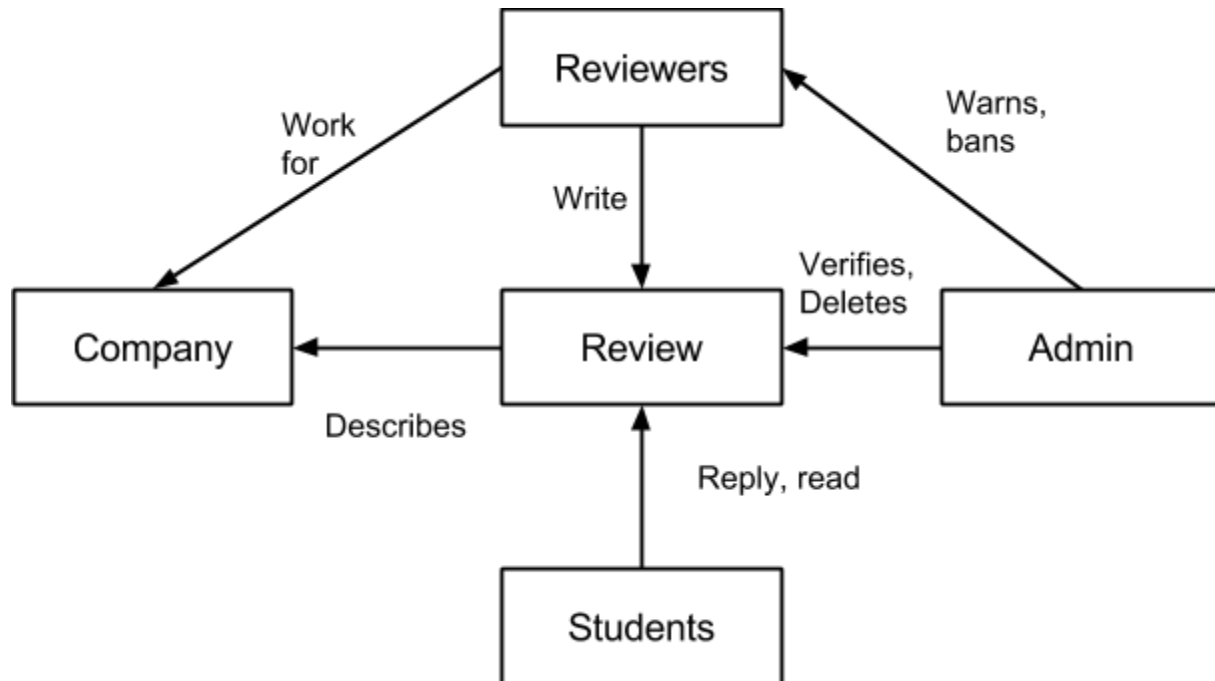 Reviewers
Warns,
bans
Work
for
Write
Verifies,
Deletes
Company
Review
Admin
Describes
Reply, read
Students